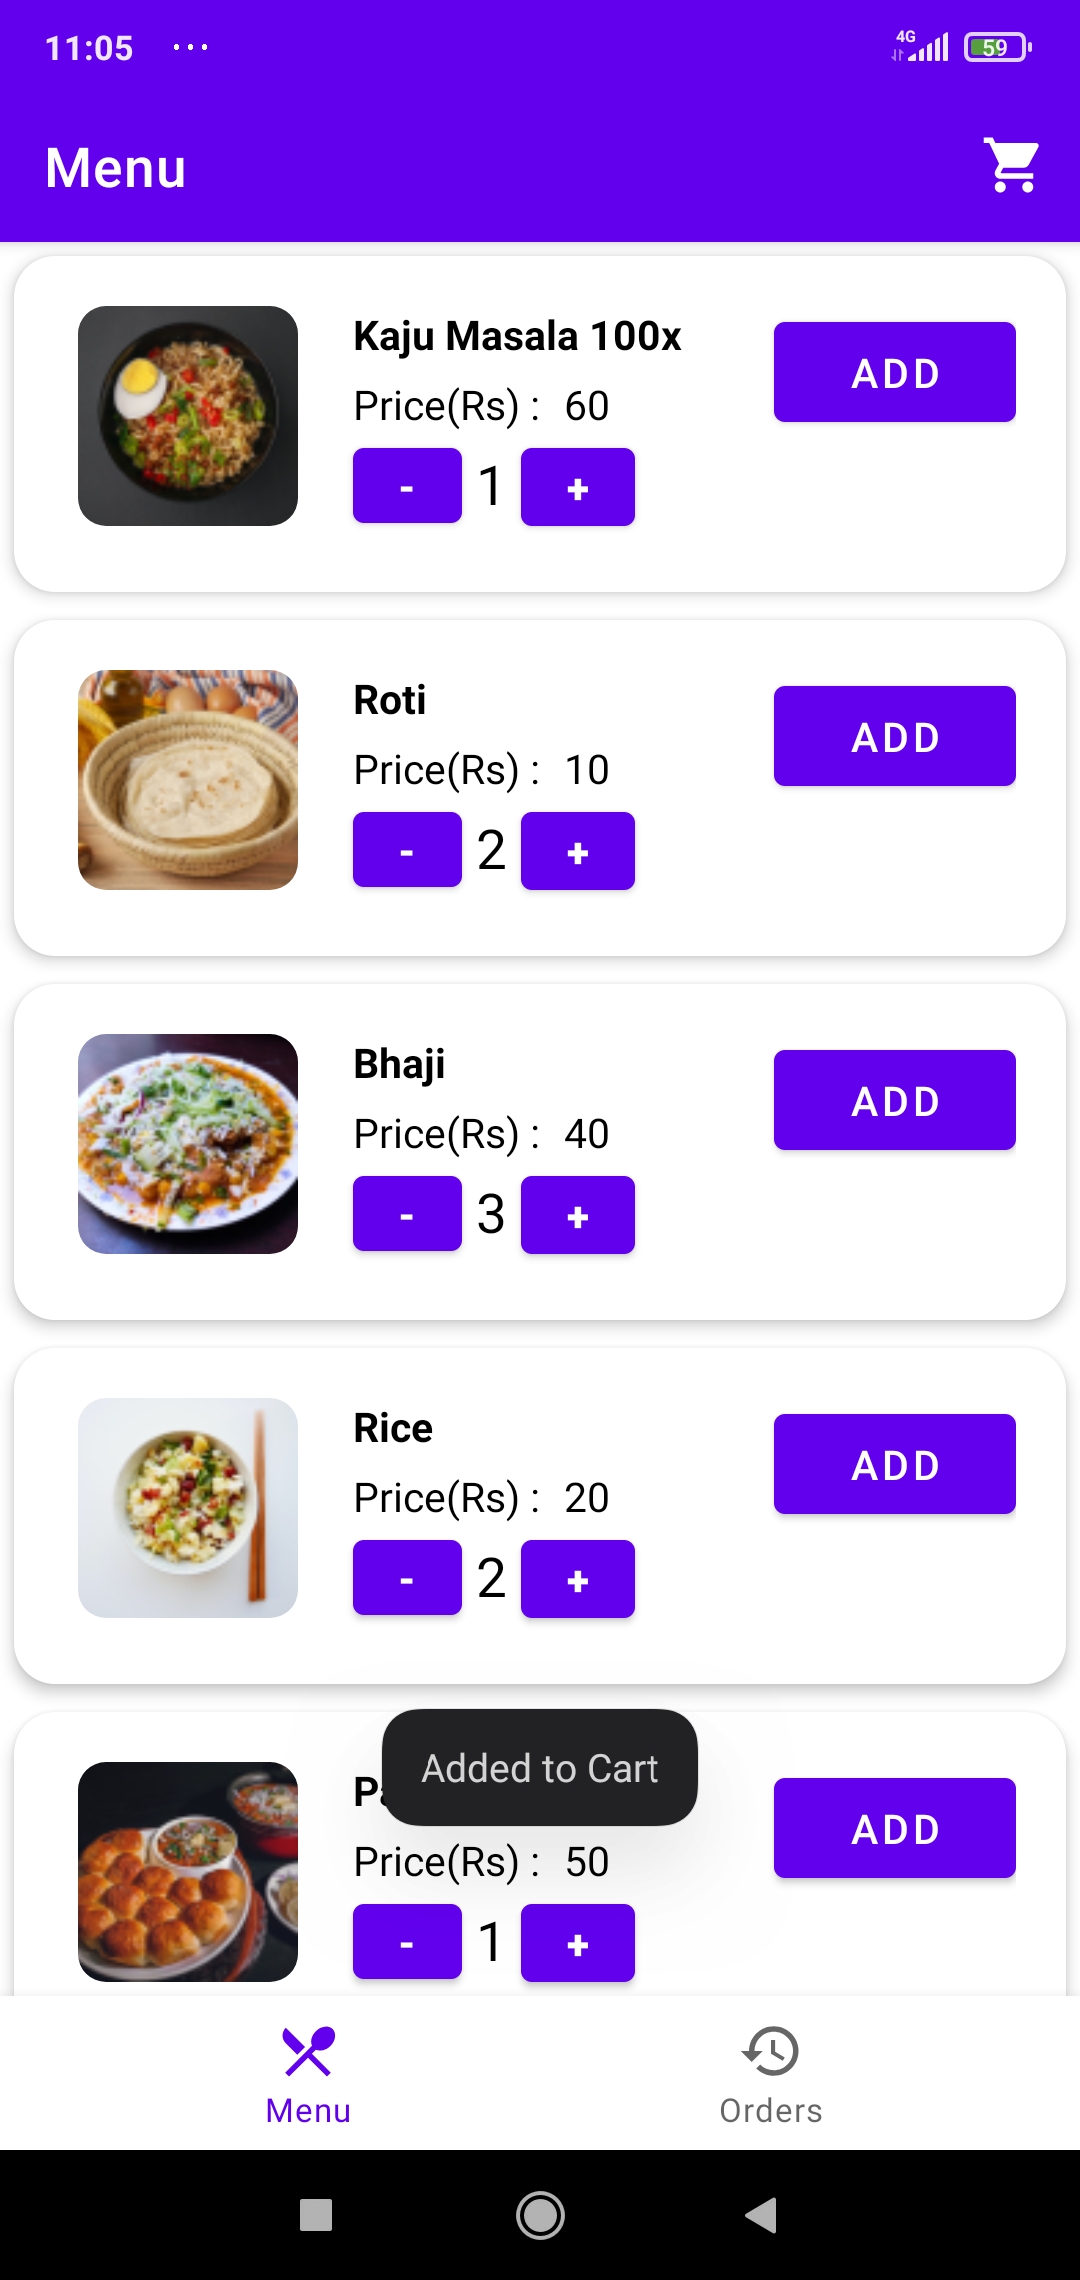 11:05 ... 4G 59
Menu
Kaju Masala 100x
ADD
Price(Rs) : 60
- 1 +
Roti
ADD
Price(Rs) : 10
- 2 +
Bhaji
ADD
Price(Rs) : 40
- 3 +
Rice
ADD
Price(Rs) : 20
- 2 +
Added to Cart
ADD
Price(Rs) : 50
- 1 +
Menu Orders